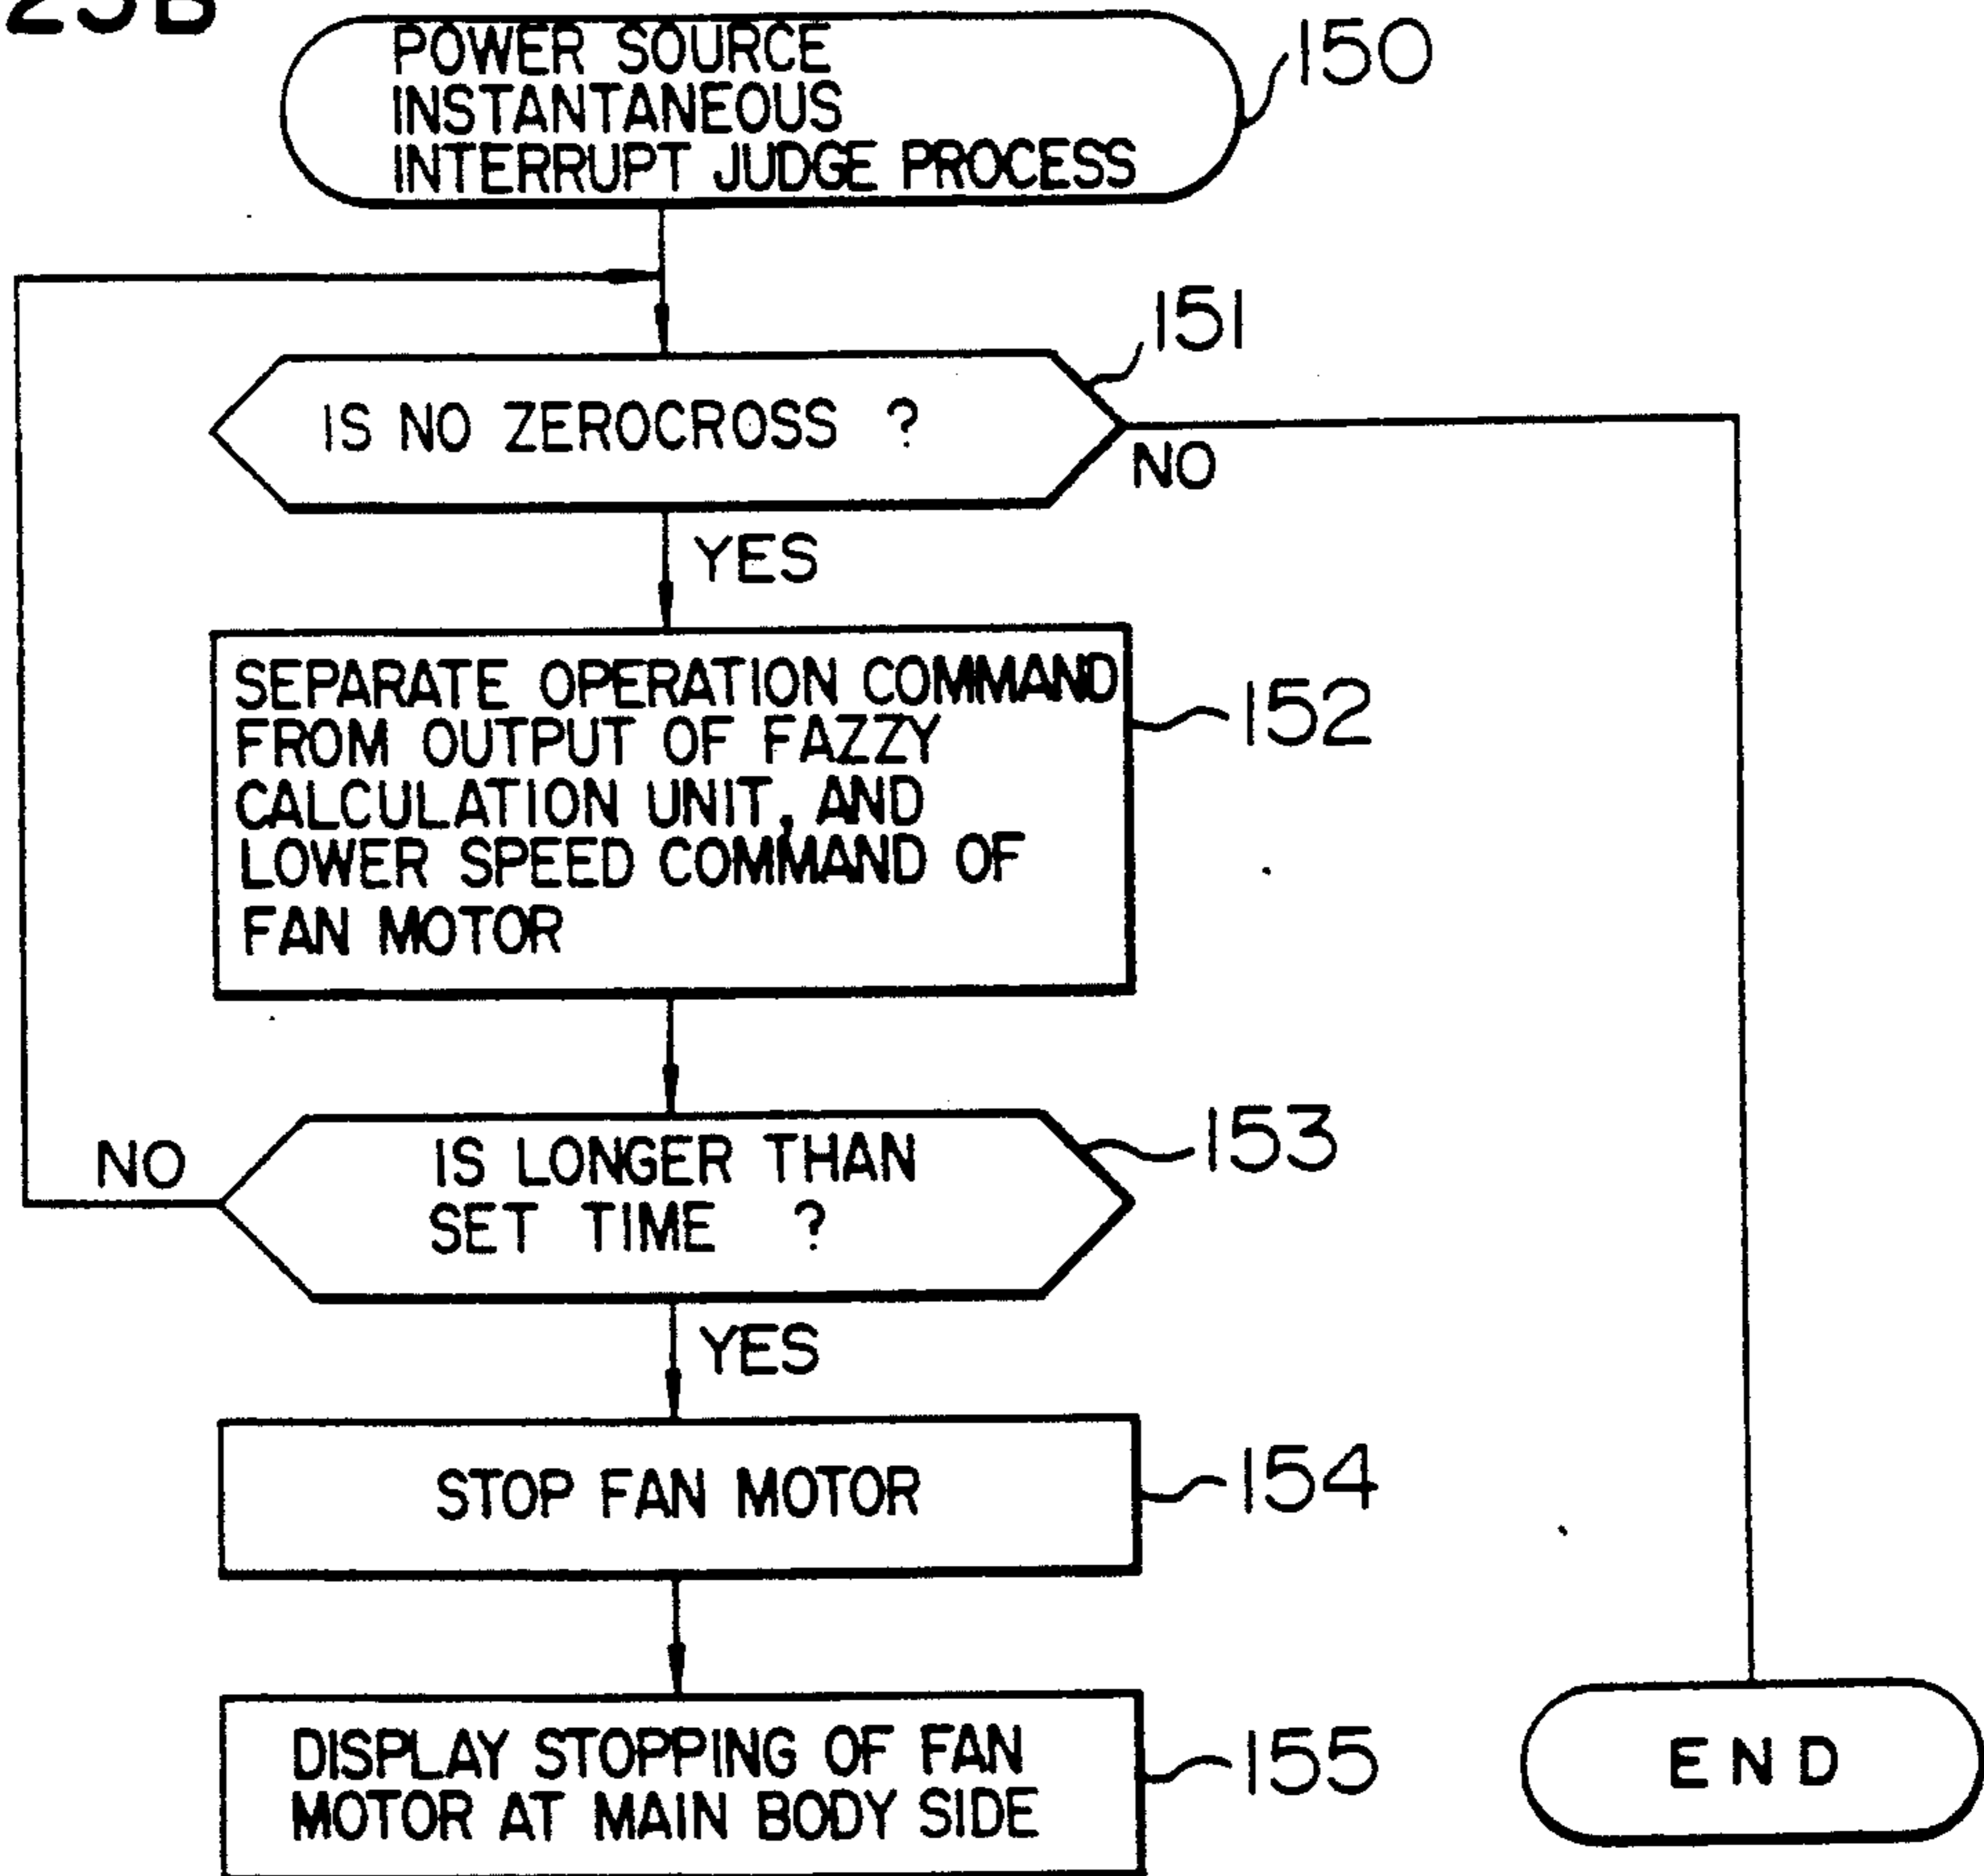 23B
POWER SOURCE
INSTANTANEOUS
INTERRUPT JUDGE PROCESS
150
151
IS NO ZEROCROSS ?
NO
YES
SEPARATE OPERATION COMMAND
FROM OUTPUT OF FAZZY
CALCULATION UNIT, AND
LOWER SPEED COMMAND OF
FAN MOTOR
152
NO
IS LONGER THAN
SET TIME ?
153
YES
STOP FAN MOTOR
154
DISPLAY STOPPING OF FAN
MOTOR AT MAIN BODY SIDE
155
END